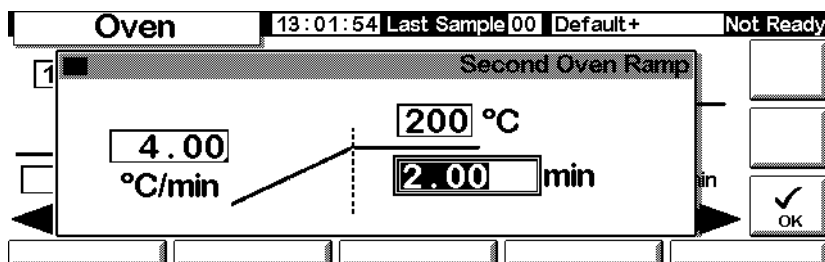 Oven 13:01:54 Last Sample 00 Default+ Not Ready
1 Second Oven Ramp
200 °C
4.00
°C/min 2.00 min in
OK